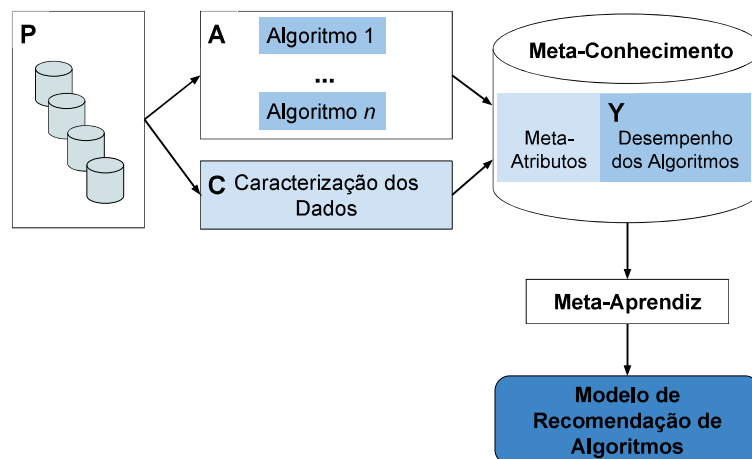 P
A
Algoritmo 1
...
Algoritmo n
C Caracterização dos
Dados
Meta-Conhecimento
Meta-
Atributos
Y
Desempenho
dos Algoritmos
Meta-Aprendiz
Modelo de
Recomendação de
Algoritmos